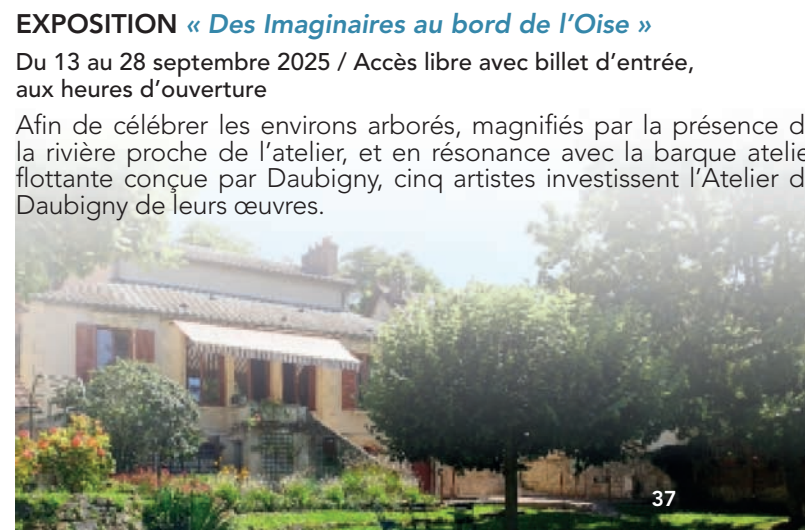 EXPOSITION « Des Imaginaires au bord de l’Oise »
Du 13 au 28 septembre 2025 / Accès libre avec billet d’entrée,
aux heures d’ouverture
Afin de célébrer les environs arborés, magnifiés par la présence d
la rivière proche de l’atelier, et en résonance avec la barque atelie
flottante conçue par Daubigny, cinq artistes investissent l’Atelier d
Daubigny de leurs œuvres.
37